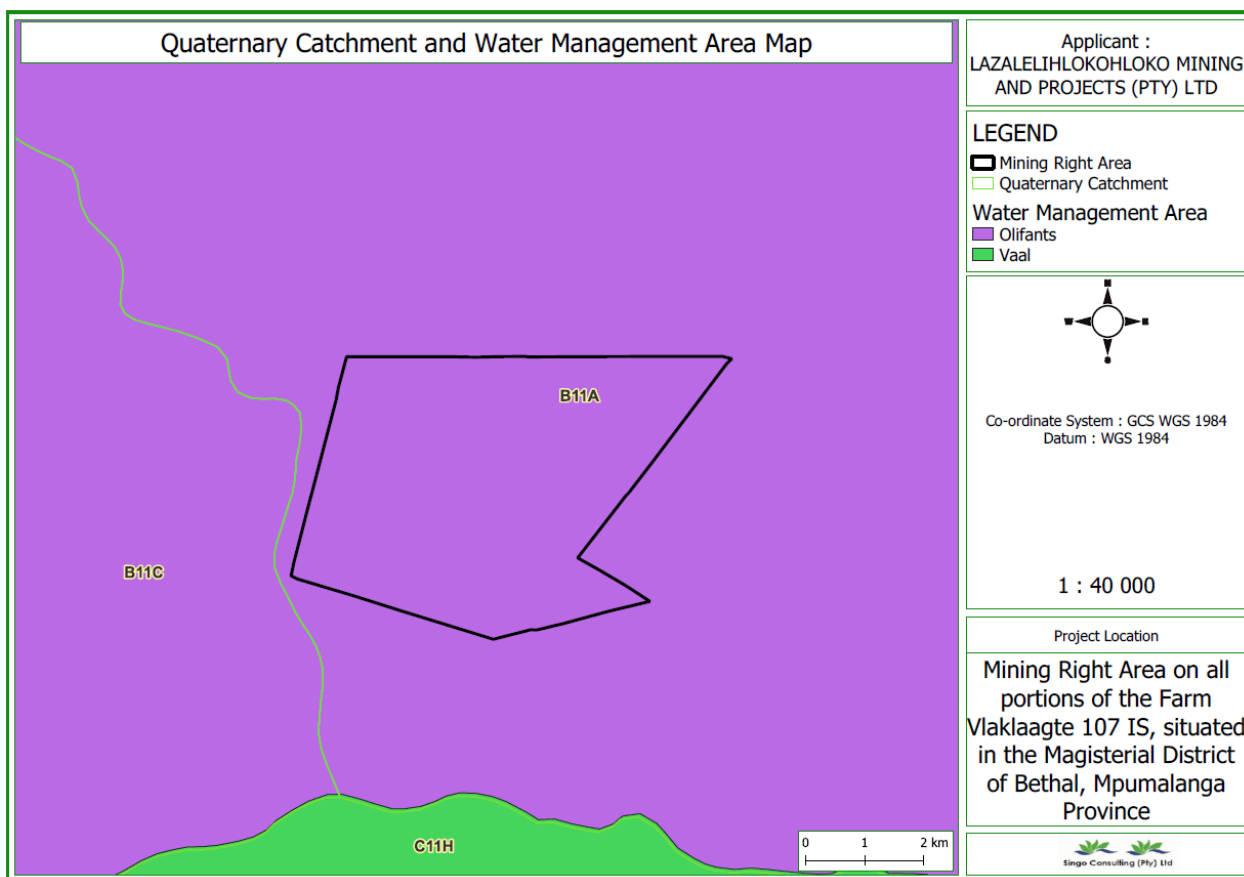 Quaternary Catchment and Water Management Area Map
B11A
B11C
C11H
0 1 2 km
Applicant :
LAZALELIHLOKOHLOKO MINING
AND PROJECTS (PTY) LTD
LEGEND
Mining Right Area
Quaternary Catchment
Water Management Area
Olifants
Vaal
Co-ordinate System : GCS WGS 1984
Datum : WGS 1984
1 : 40 000
Project Location
Mining Right Area on all
portions of the Farm
Vlaklaagte 107 IS, situated
in the Magisterial District
of Bethal, Mpumalanga
Province
Singo Consulting (Pty) Ltd